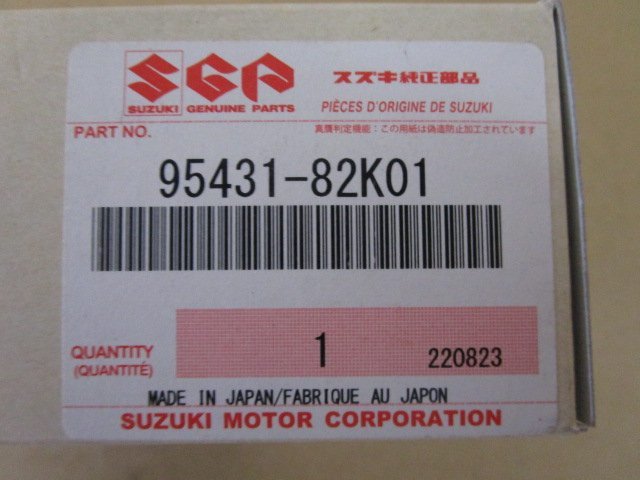 SGP
スズキ純正部品
SUZUKI GENUINE PARTS
PIÈCES D'ORIGINE DE SUZUKI
PART NO.
真贋判定機能：この用紙は偽造防止加工されています
95431-82K01
QUANTITY
(QUANTITÉ)
1
220823
MADE IN JAPAN/FABRIQUE AU JAPON
SUZUKI MOTOR CORPORATION